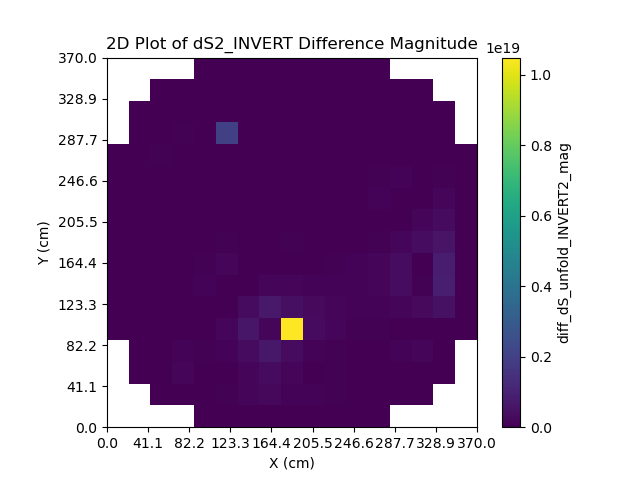 2D Plot of dS2_INVERT Difference Magnitude
1e19
370.0
328.9
287.7
246.6
205.5
164.4
123.3
82.2
41.1
0.0
Y (cm)
0.0 41.1 82.2 123.3 164.4 205.5 246.6 287.7 328.9 370.0
X (cm)
1.0
0.8
0.6
0.4
0.2
0.0
diff_dS_unfold_INVERT2_mag